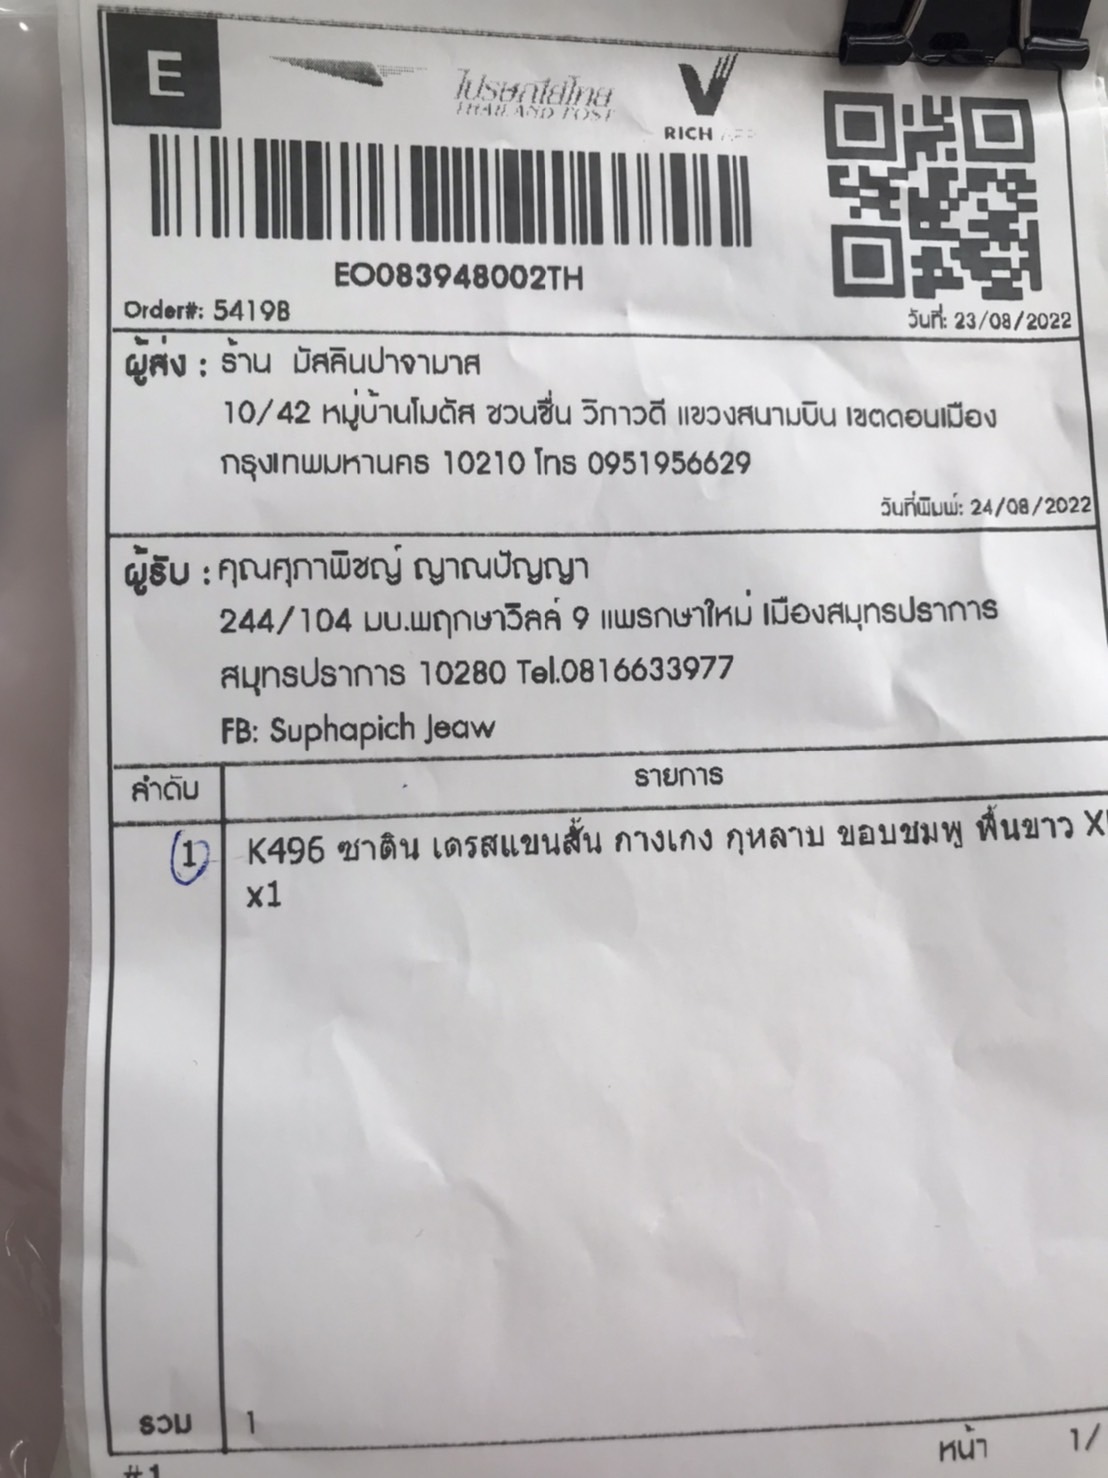 E
ไปรษณีย์ไทย
THAILAND POST
RICH
EO083948002TH
Order#: 5419B
วันที่: 23/08/2022
ผู้ส่ง : ร้าน มัสลินปาจามาส
10/42 หมู่บ้านโมดัส ชวนชื่น วิภาวดี แขวงสนามบิน เขตดอนเมือง
กรุงเทพมหานคร 10210 โทร 0951956629
วันที่พิมพ์: 24/08/2022
ผู้รับ : คุณศุภาพิชญ์ ญาณปัญญา
244/104 มบ.พฤกษาวิลล์ 9 แพรกษาใหม่ เมืองสมุทรปราการ
สมุทรปราการ 10280 Tel.0816633977
FB: Suphapich Jeaw
ลำดับ รายการ
1 K496 ซาติน เดรสแขนสั้น กางเกง กุหลาบ ขอบชมพู พื้นขาว
x1
รวม 1
หน้า 1/
#1